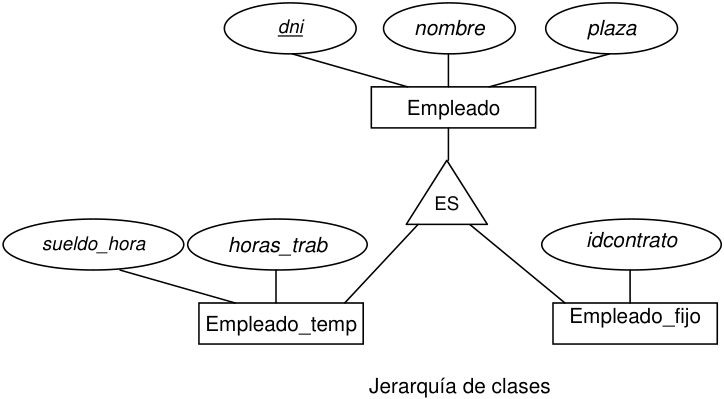 dni
nombre
plaza
Empleado
ES
sueldo_hora
horas_trab
idcontrato
Empleado_temp
Empleado_fijo
Jerarquía de clases